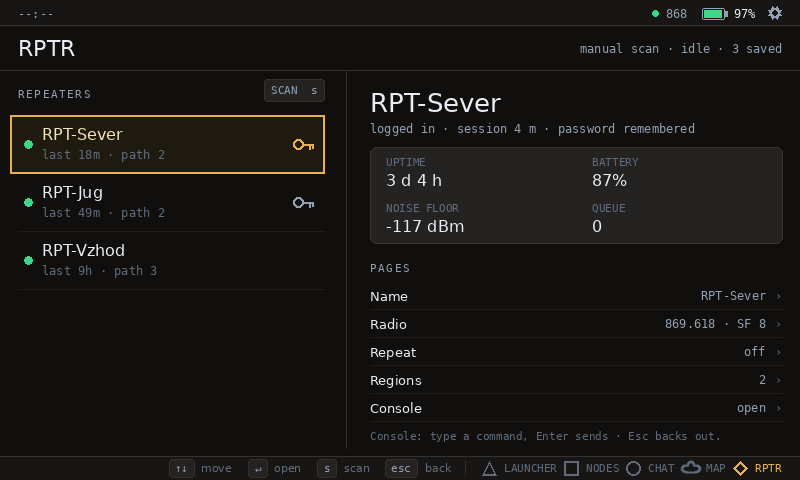 --:-- 868 97%
RPTR manual scan · idle · 3 saved
REPEATERS SCAN s
RPT-Sever
last 18m · path 2
RPT-Jug
last 49m · path 2
RPT-Vzhod
last 9h · path 3
RPT-Sever
logged in · session 4 m · password remembered
UPTIME BATTERY
3 d 4 h 87%
NOISE FLOOR QUEUE
-117 dBm 0
PAGES
Name RPT-Sever ›
Radio 869.618 · SF 8 ›
Repeat off ›
Regions 2 ›
Console open ›
Console: type a command, Enter sends · Esc backs out.
↑↓ move ↵ open s scan esc back LAUNCHER NODES CHAT MAP RPTR